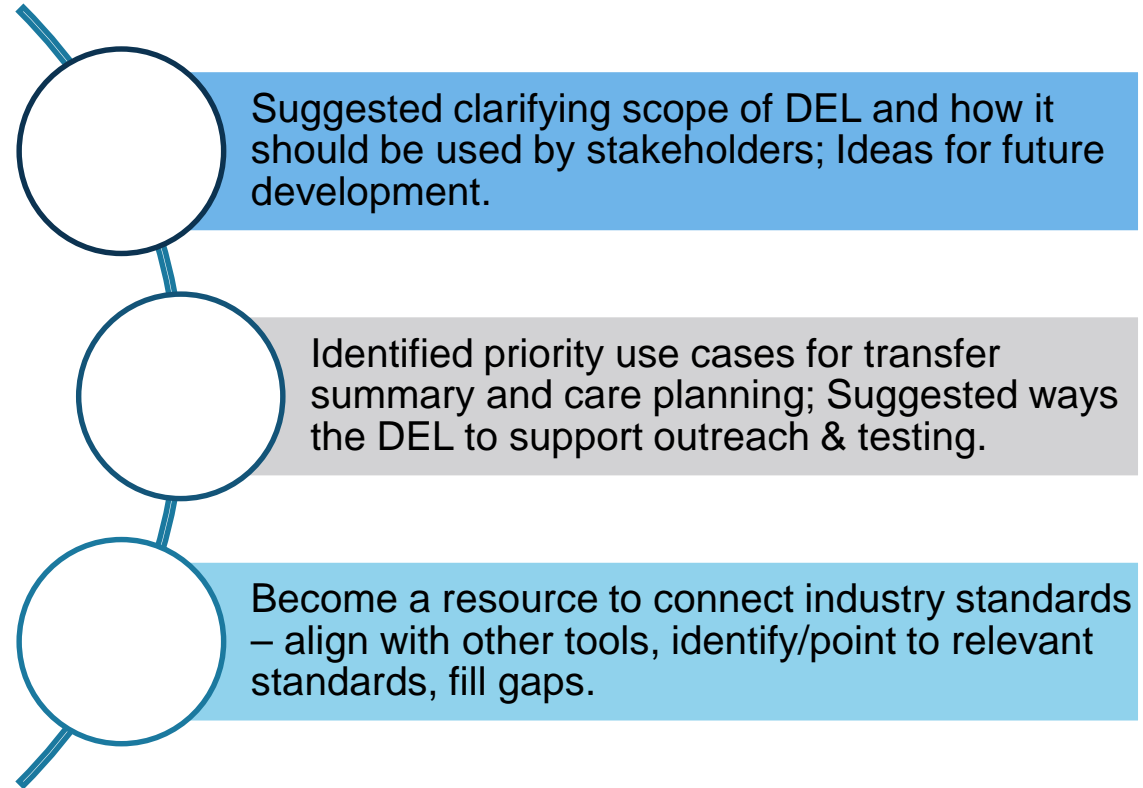 Suggested clarifying scope of DEL and how it
should be used by stakeholders; Ideas for future
development.
Identified priority use cases for transfer
summary and care planning; Suggested ways
the DEL to support outreach & testing.
Become a resource to connect industry standards
– align with other tools, identify/point to relevant
standards, fill gaps.